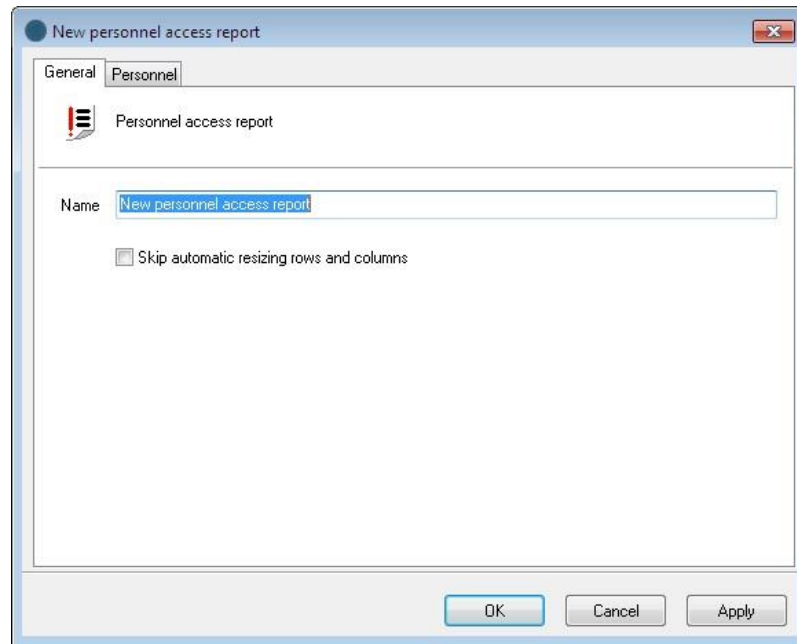 New personnel access report
General Personnel
Personnel access report
Name New personnel access report
Skip automatic resizing rows and columns
OK Cancel Apply